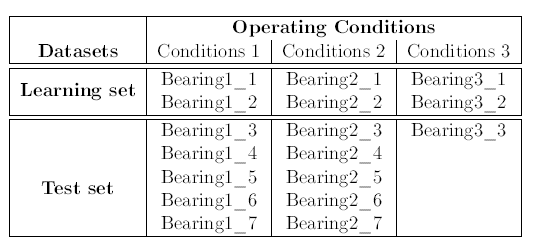 Operating Conditions
Datasets Conditions 1 Conditions 2 Conditions 3
Learning set
Bearing1_1 Bearing2_1 Bearing3_1
Bearing1_2 Bearing2_2 Bearing3_2
Test set
Bearing1_3 Bearing2_3 Bearing3_3
Bearing1_4 Bearing2_4
Bearing1_5 Bearing2_5
Bearing1_6 Bearing2_6
Bearing1_7 Bearing2_7